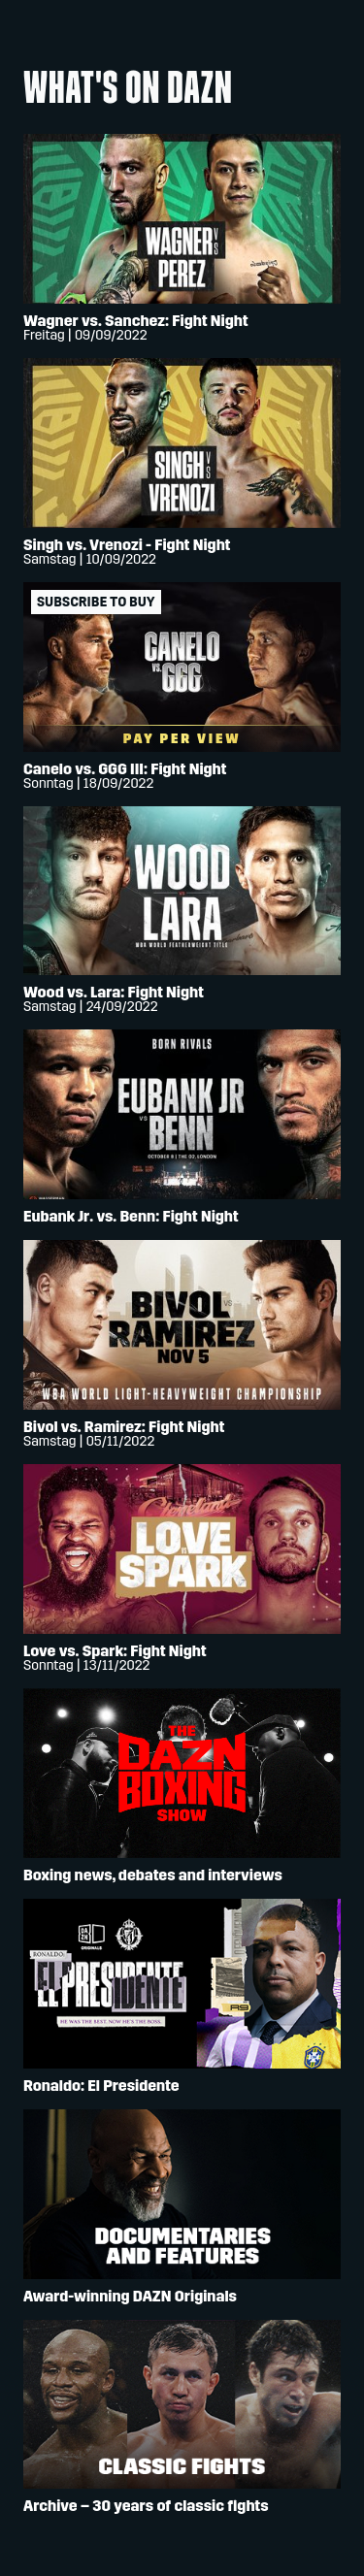 WHAT'S ON DAZN
WAGNER VS
PEREZ
Wagner vs. Sanchez: Fight Night
Freitag | 09/09/2022
SINGH VS
VRENOZI
Singh vs. Vrenozi - Fight Night
Samstag | 10/09/2022
SUBSCRIBE TO BUY
CANELO
VS. GGG
PAY PER VIEW
Canelo vs. GGG III: Fight Night
Sonntag | 18/09/2022
WOOD
LARA
WBA WORLD FEATHERWEIGHT TITLE
Wood vs. Lara: Fight Night
Samstag | 24/09/2022
BORN RIVALS
EUBANK JR
VS BENN
OCTOBER 8 | THE O2, LONDON
Eubank Jr. vs. Benn: Fight Night
BIVOL VS
RAMIREZ
NOV 5
WBA WORLD LIGHT-HEAVYWEIGHT CHAMPIONSHIP
Bivol vs. Ramirez: Fight Night
Samstag | 05/11/2022
Cleveland
LOVE
SPARK
Love vs. Spark: Fight Night
Sonntag | 13/11/2022
THE
DAZN
BOXING
SHOW
Boxing news, debates and interviews
DAZN
ORIGINALS
RONALDO:
EL PRESIDENTE
HE WAS THE BEST. NOW HE'S THE BOSS.
R9
Ronaldo: El Presidente
DOCUMENTARIES
AND FEATURES
Award-winning DAZN Originals
CLASSIC FIGHTS
Archive – 30 years of classic fights